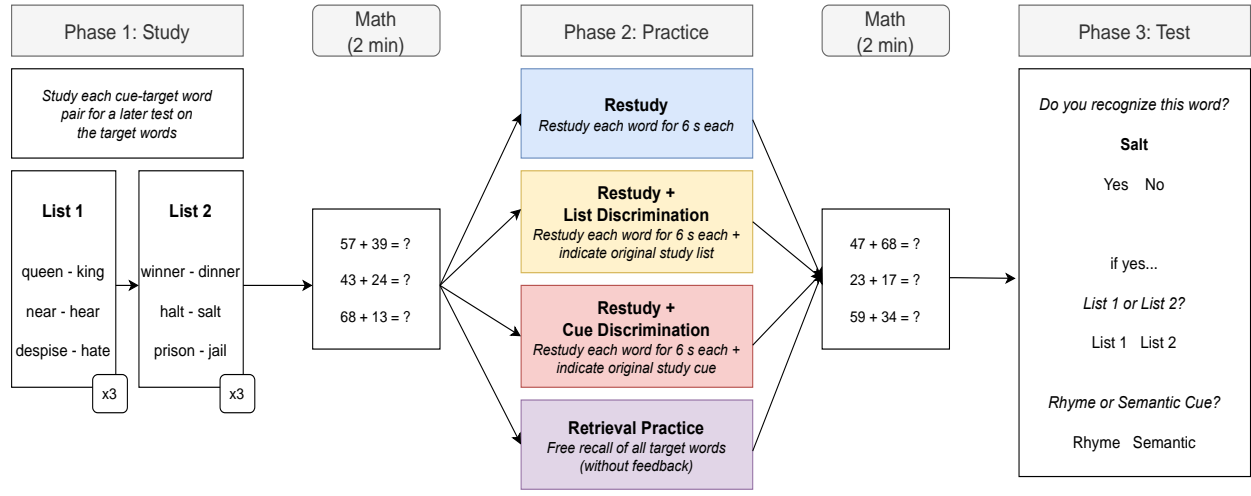 Phase 1: Study
Study each cue-target word
pair for a later test on
the target words
List 1
queen - king
near - hear
despise - hate
x3
List 2
winner - dinner
halt - salt
prison - jail
x3
Math
(2 min)
57 + 39 = ?
43 + 24 = ?
68 + 13 = ?
Phase 2: Practice
Restudy
Restudy each word for 6 s each
Restudy +
List Discrimination
Restudy each word for 6 s each +
indicate original study list
Restudy +
Cue Discrimination
Restudy each word for 6 s each +
indicate original study cue
Retrieval Practice
Free recall of all target words
(without feedback)
Math
(2 min)
47 + 68 = ?
23 + 17 = ?
59 + 34 = ?
Phase 3: Test
Do you recognize this word?
Salt
Yes No
if yes...
List 1 or List 2?
List 1 List 2
Rhyme or Semantic Cue?
Rhyme Semantic